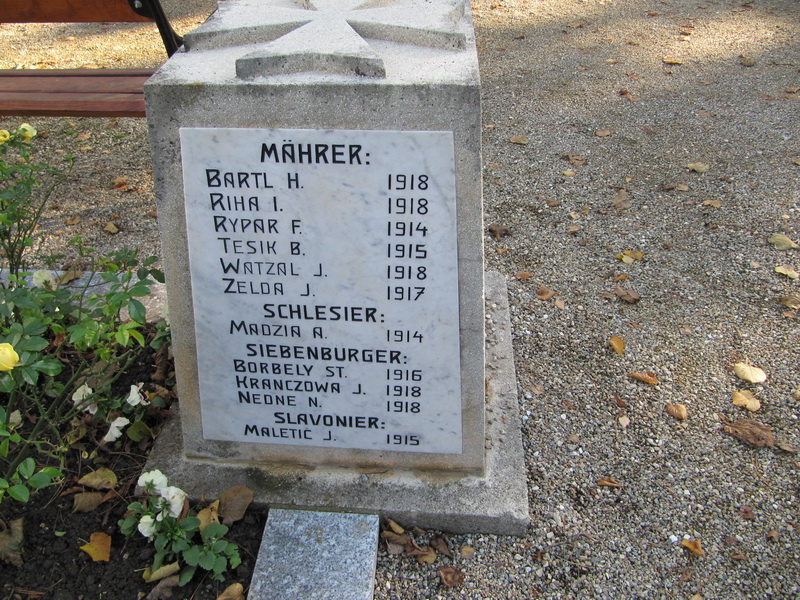 MÄHRER:
BARTL H. 1918
RIHA I. 1918
RYPAR F. 1914
TESIK B. 1915
WATZAL J. 1918
ZELDA J. 1917
SCHLESIER:
MADZIA A. 1914
SIEBENBURGER:
BORBELY ST. 1916
KRANCZOWA J. 1918
NEDNE N. 1918
SLAVONIER:
MALETIČ J. 1915